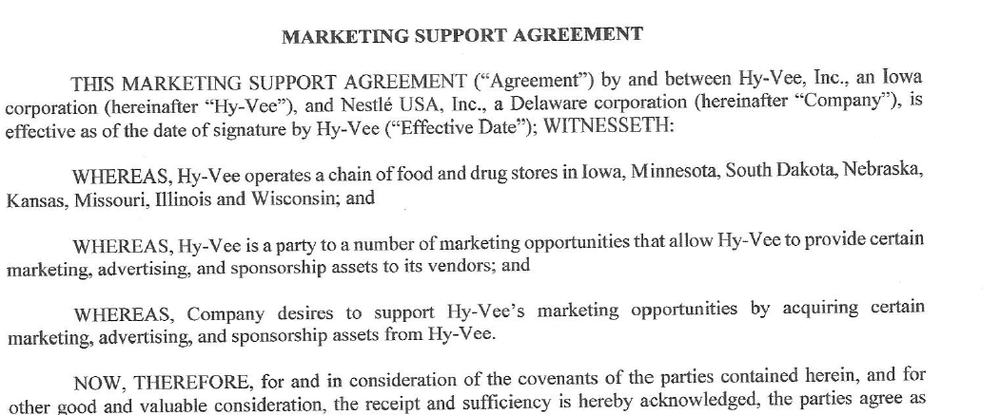 MARKETING SUPPORT AGREEMENT
THIS MARKETING SUPPORT AGREEMENT (“Agreement”) by and between Hy-Vee, Inc., an Iowa
corporation (hereinafter “Hy-Vee”), and Nestlé USA, Inc., a Delaware corporation (hereinafter “Company”), is
effective as of the date of signature by Hy-Vee (“Effective Date”); WITNESSETH:
WHEREAS, Hy-Vee operates a chain of food and drug stores in Iowa, Minnesota, South Dakota, Nebraska,
Kansas, Missouri, Illinois and Wisconsin; and
WHEREAS, Hy-Vee is a party to a number of marketing opportunities that allow Hy-Vee to provide certain
marketing, advertising, and sponsorship assets to its vendors; and
WHEREAS, Company desires to support Hy-Vee’s marketing opportunities by acquiring certain
marketing, advertising, and sponsorship assets from Hy-Vee.
NOW, THEREFORE, for and in consideration of the covenants of the parties contained herein, and for
other good and valuable consideration, the receipt and sufficiency is hereby acknowledged, the parties agree as